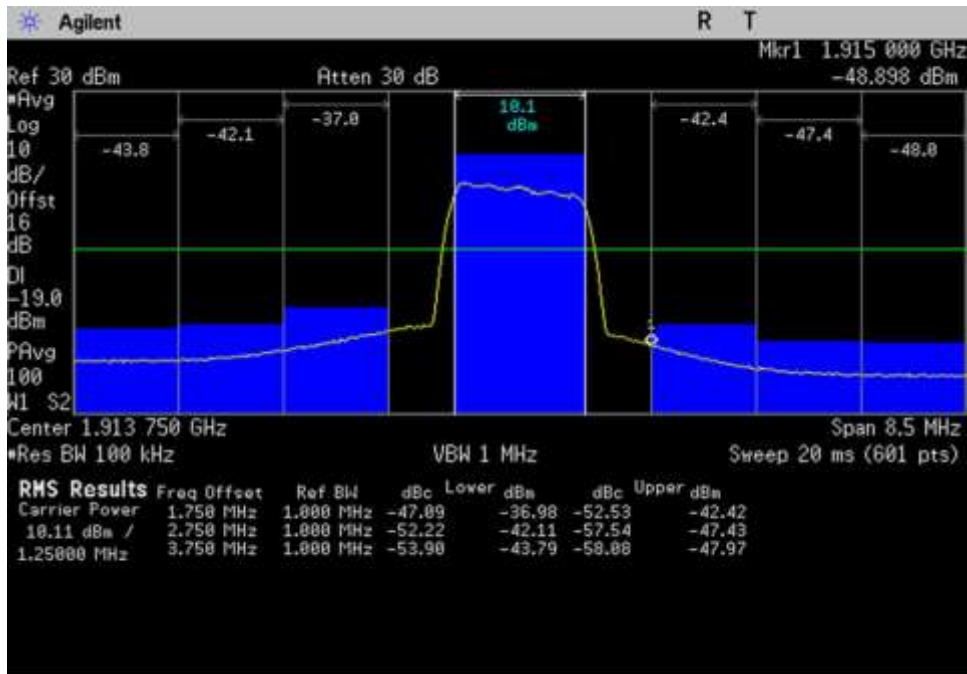 Agilent R T
Mkr1 1.915 000 GHz
Ref 30 dBm Atten 30 dB -48.898 dBm
Avg
Log
10
dB/
Offst
16
dB
DI
-19.0
dBm
PAvg
100
W1 S2
-43.8
-42.1
-37.0
10.1
dBm
-42.4
-47.4
-48.0
1
Center 1.913 750 GHz Span 8.5 MHz
Res BW 100 kHz VBW 1 MHz Sweep 20 ms (601 pts)
RMS Results Freq Offset Ref BW dBc Lower dBm dBc Upper dBm
Carrier Power 1.750 MHz 1.000 MHz -47.09 -36.98 -52.53 -42.42
10.11 dBm / 2.750 MHz 1.000 MHz -52.22 -42.11 -57.54 -47.43
1.25000 MHz 3.750 MHz 1.000 MHz -53.90 -43.79 -58.08 -47.97